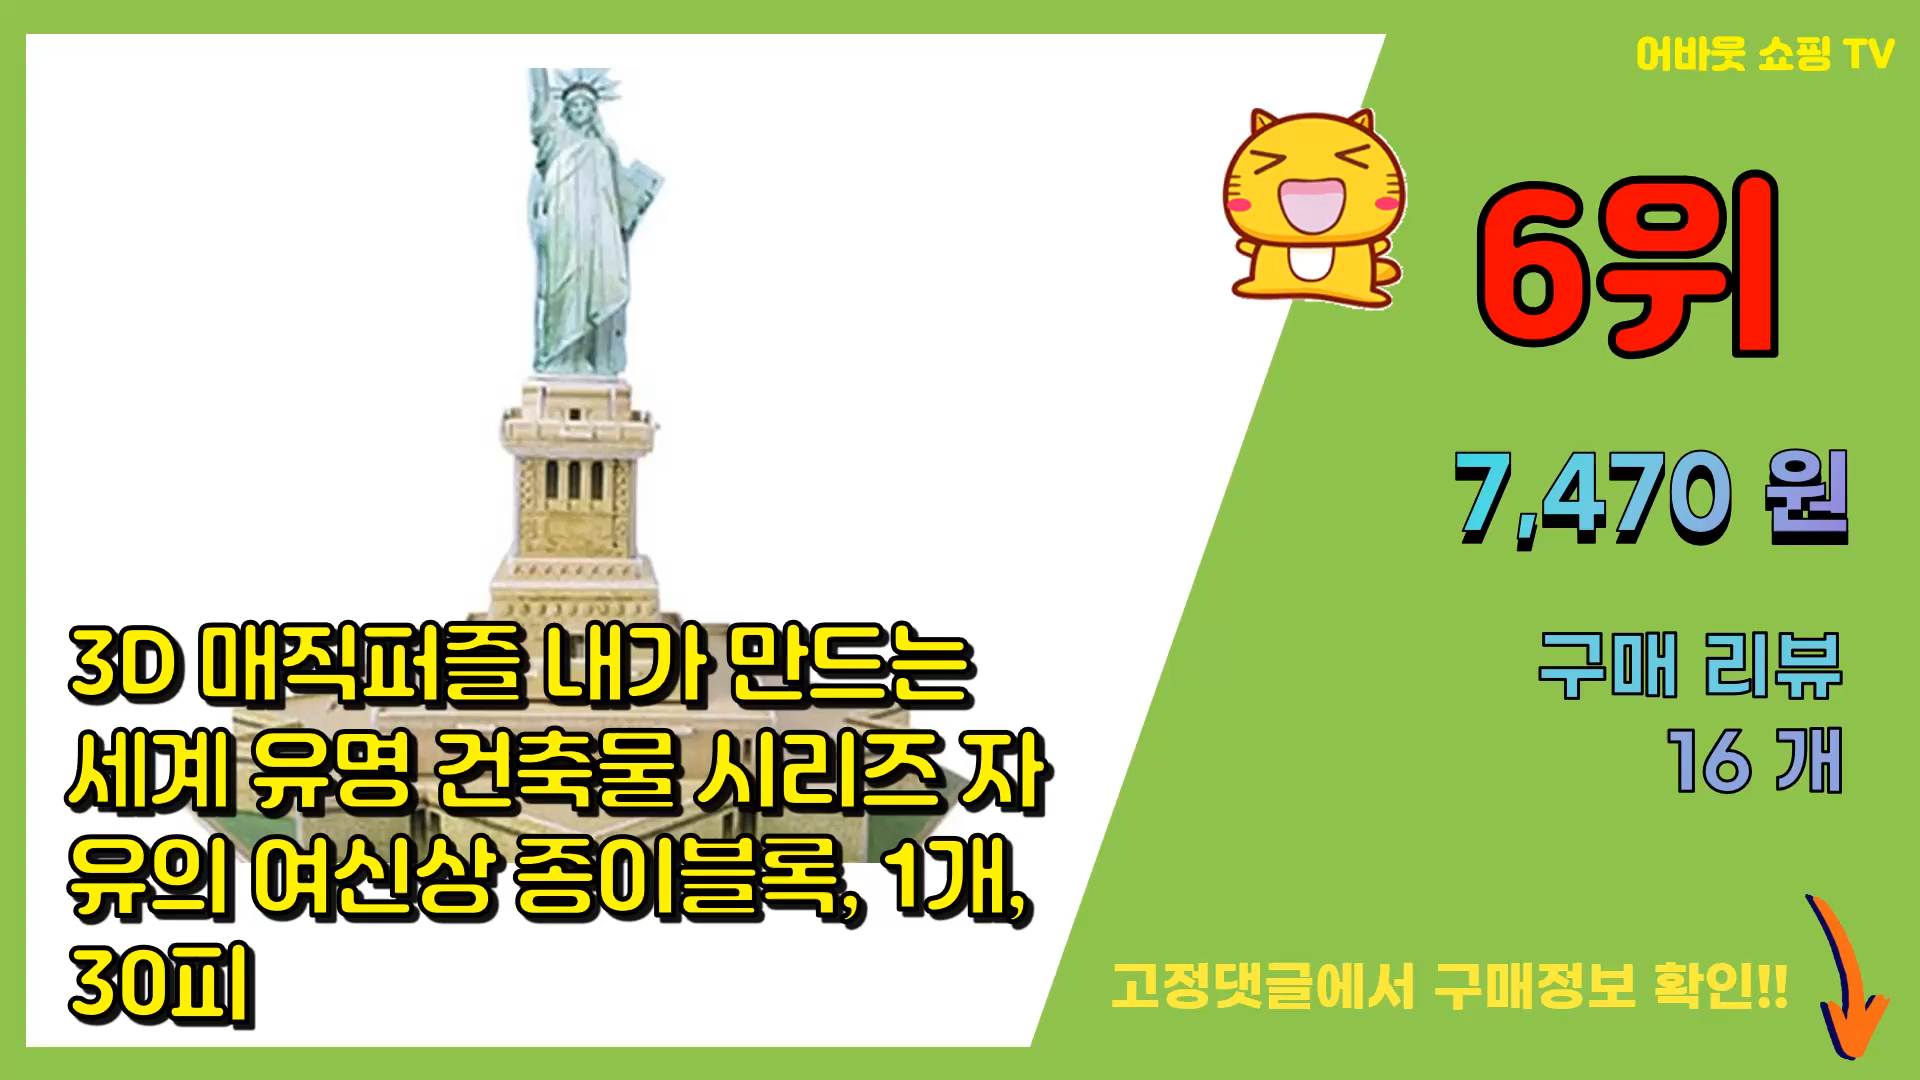 어바웃 쇼핑 TV
6위
7,470 원
구매 리뷰
16 개
3D 매직퍼즐 내가 만드는
세계 유명 건축물 시리즈 자
유의 여신상 종이블록, 1개,
30피
고정댓글에서 구매정보 확인!!